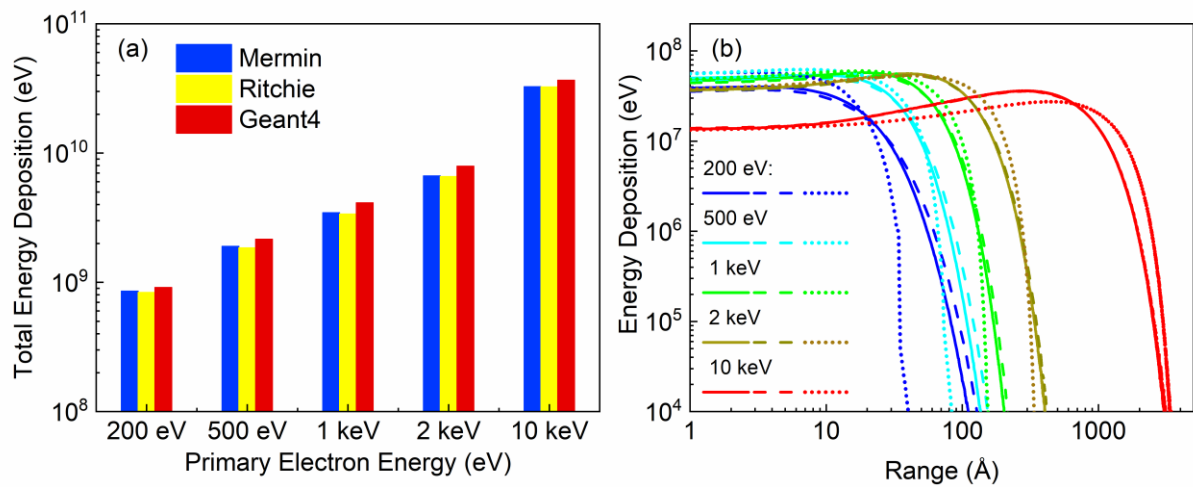 (a)
Mermin
Ritchie
Geant4
Total Energy Deposition (eV)
10^11
10^10
10^9
10^8
200 eV 500 eV 1 keV 2 keV 10 keV
Primary Electron Energy (eV)
(b)
Energy Deposition (eV)
10^8
10^7
10^6
10^5
10^4
200 eV:
500 eV
1 keV
2 keV
10 keV
1 10 100 1000
Range (Å)